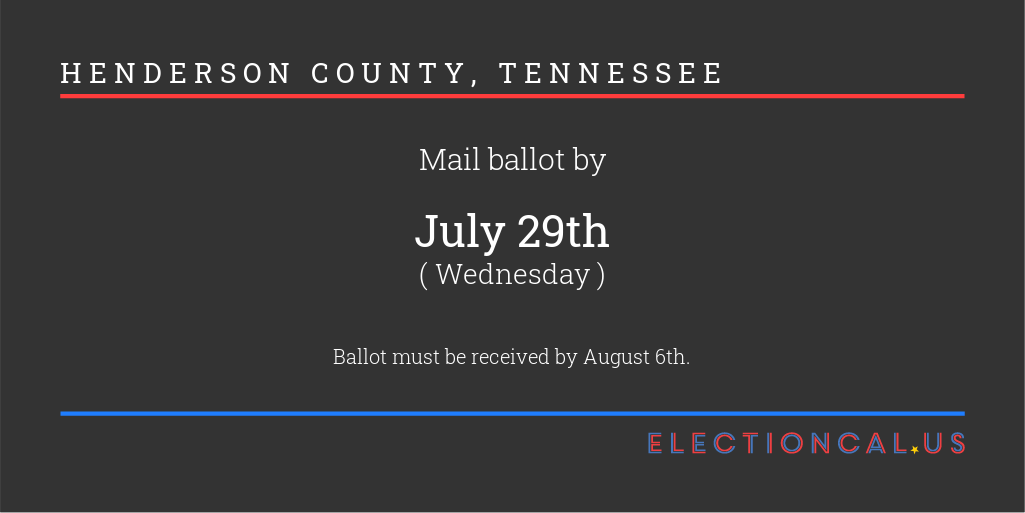 HENDERSON COUNTY, TENNESSEE
Mail ballot by
July 29th
( Wednesday )
Ballot must be received by August 6th.
ELECTIONCAL.US